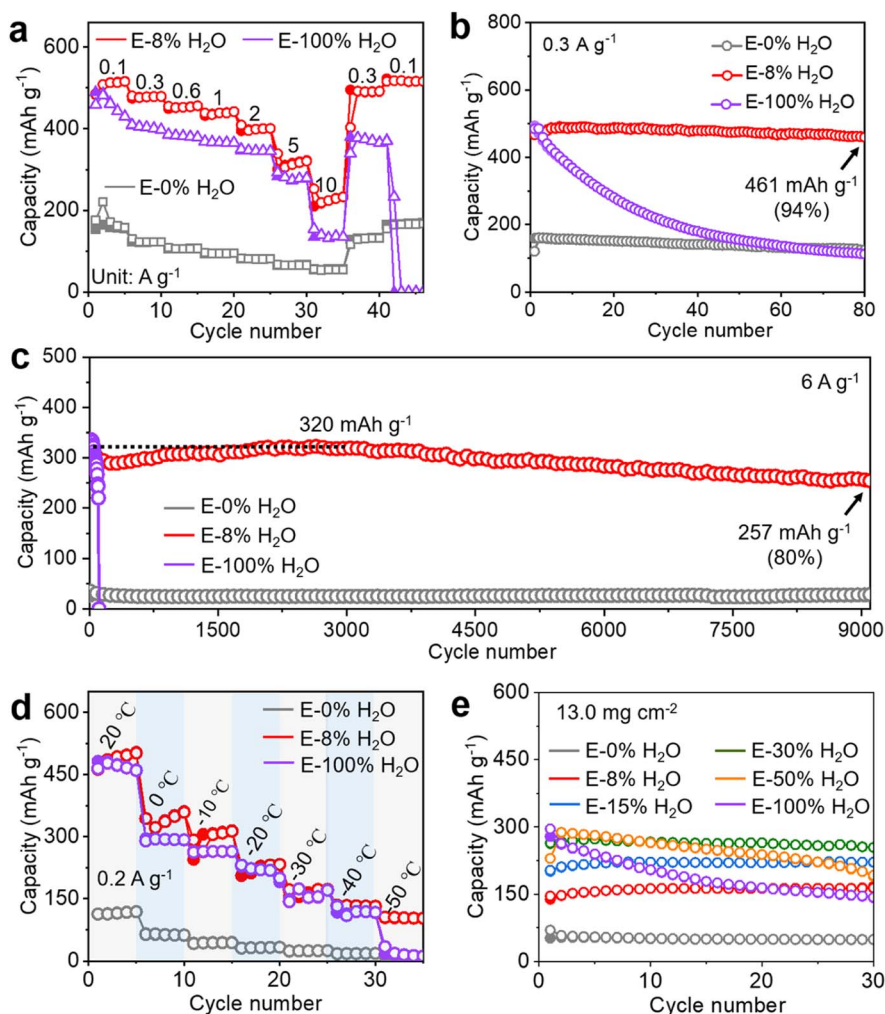 a
E-8% H₂O E-100% H₂O
600
400
200
0
Capacity (mAh g⁻¹)
0.1
0.3
0.6
1
2
5
10
0.3
0.1
E-0% H₂O
Unit: A g⁻¹
0 10 20 30 40
Cycle number
b
0.3 A g⁻¹
E-0% H₂O
E-8% H₂O
E-100% H₂O
800
600
400
200
0
Capacity (mAh g⁻¹)
461 mAh g⁻¹
(94%)
0 20 40 60 80
Cycle number
c
6 A g⁻¹
500
400
300
200
100
0
Capacity (mAh g⁻¹)
320 mAh g⁻¹
E-0% H₂O
E-8% H₂O
E-100% H₂O
257 mAh g⁻¹
(80%)
0 1500 3000 4500 6000 7500 9000
Cycle number
d
E-0% H₂O
E-8% H₂O
E-100% H₂O
600
450
300
150
0
Capacity (mAh g⁻¹)
20 °C
0 °C
-10 °C
-20 °C
-30 °C
-40 °C
-50 °C
0.2 A g⁻¹
0 10 20 30
Cycle number
e
13.0 mg cm⁻²
E-0% H₂O E-30% H₂O
E-8% H₂O E-50% H₂O
E-15% H₂O E-100% H₂O
600
450
300
150
0
Capacity (mAh g⁻¹)
0 10 20 30
Cycle number